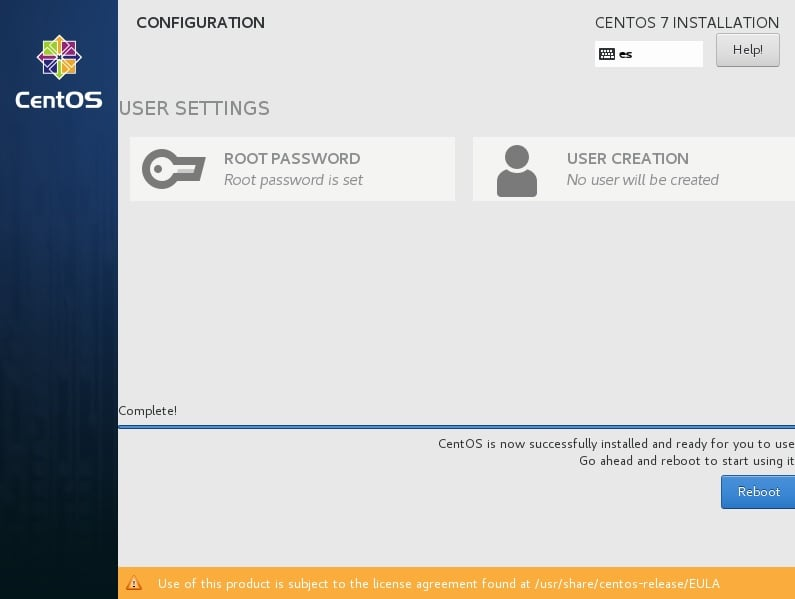 CONFIGURATION
CENTOS 7 INSTALLATION
es
Help!
CentOS
USER SETTINGS
ROOT PASSWORD
Root password is set
USER CREATION
No user will be created
Complete!
CentOS is now successfully installed and ready for you to use
Go ahead and reboot to start using it
Reboot
Use of this product is subject to the license agreement found at /usr/share/centos-release/EULA